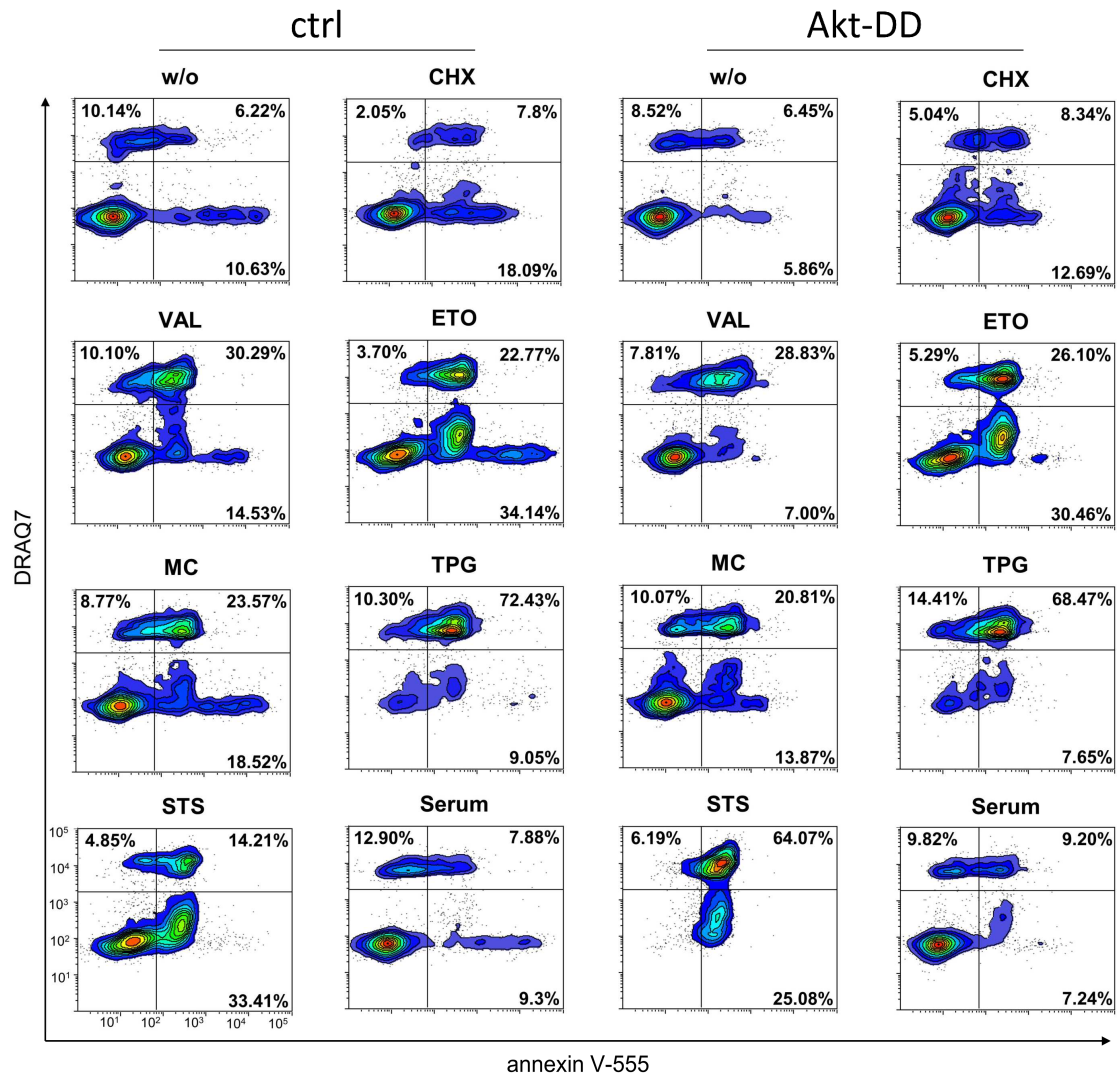 ctrl Akt-DD
w/o CHX w/o CHX
10.14% 6.22% 2.05% 7.8% 8.52% 6.45% 5.04% 8.34%
10.63% 18.09% 5.86% 12.69%
VAL ETO VAL ETO
10.10% 30.29% 3.70% 22.77% 7.81% 28.83% 5.29% 26.10%
14.53% 34.14% 7.00% 30.46%
DRAQ7
MC TPG MC TPG
8.77% 23.57% 10.30% 72.43% 10.07% 20.81% 14.41% 68.47%
18.52% 9.05% 13.87% 7.65%
STS Serum STS Serum
10⁵ 4.85% 14.21% 12.90% 7.88% 6.19% 64.07% 9.82% 9.20%
10⁴
10³
10²
10¹
33.41% 9.3% 25.08% 7.24%
10¹ 10² 10³ 10⁴ 10⁵
annexin V-555